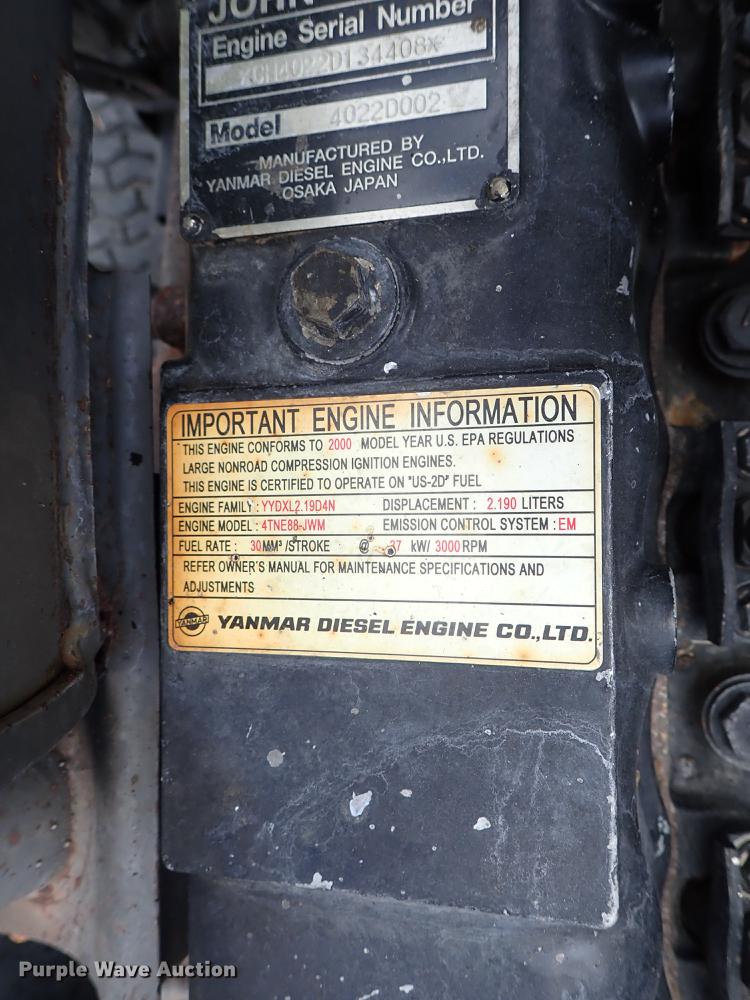 JOHN
Engine Serial Number
CH4022D134408X
Model 4022D002
MANUFACTURED BY
YANMAR DIESEL ENGINE CO.,LTD.
OSAKA JAPAN
IMPORTANT ENGINE INFORMATION
THIS ENGINE CONFORMS TO 2000 MODEL YEAR U.S. EPA REGULATIONS
LARGE NONROAD COMPRESSION IGNITION ENGINES.
THIS ENGINE IS CERTIFIED TO OPERATE ON "US-2D" FUEL
ENGINE FAMILY : YYDXL2.19D4N DISPLACEMENT : 2.190 LITERS
ENGINE MODEL : 4TNE88-JWM EMISSION CONTROL SYSTEM : EM
FUEL RATE : 30MM³ /STROKE @ 37 kW/ 3000RPM
REFER OWNER'S MANUAL FOR MAINTENANCE SPECIFICATIONS AND
ADJUSTMENTS
YANMAR YANMAR DIESEL ENGINE CO.,LTD.
Purple Wave Auction